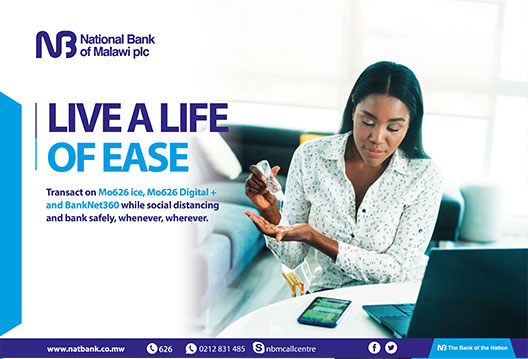 NB National Bank
of Malawi plc
LIVE A LIFE
OF EASE
Transact on Mo626 ice, Mo626 Digital +
and BankNet360 while social distancing
and bank safely, whenever, wherever.
www.natbank.co.mw 626 0212 831 485 nbmcallcentre NB The Bank of the Nation